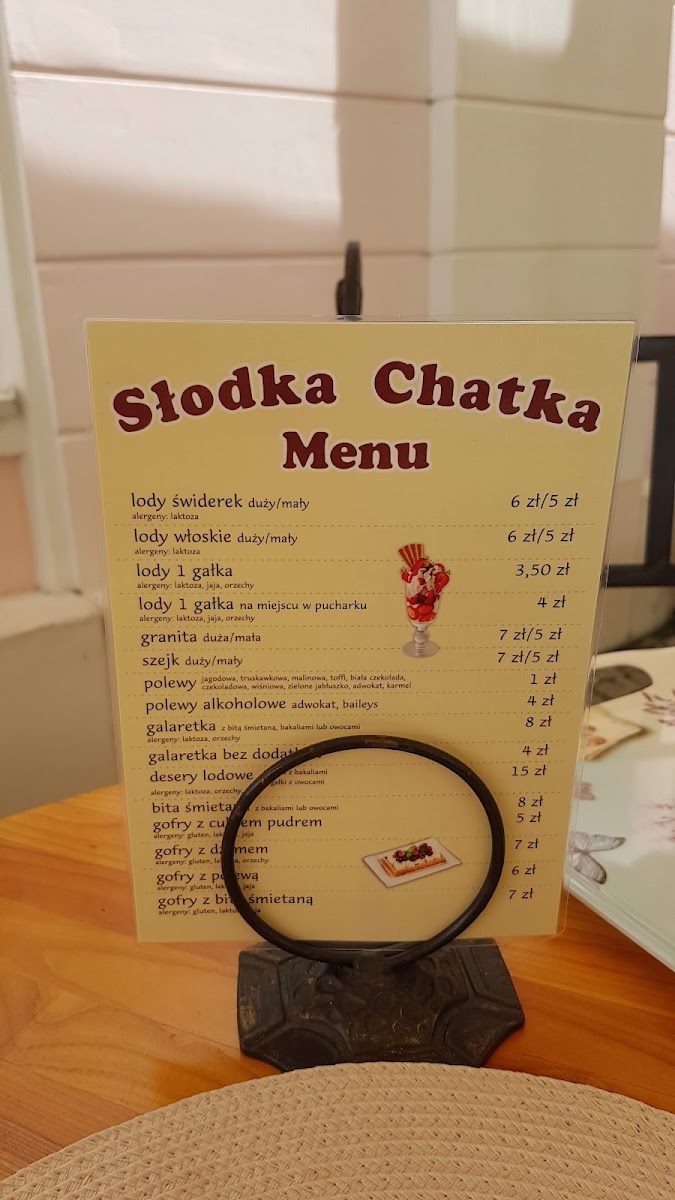 Słodka Chatka
Menu
lody świderek duży/mały 6 zł/5 zł
alergeny: laktoza
lody włoskie duży/mały 6 zł/5 zł
alergeny: laktoza
lody 1 gałka 3,50 zł
alergeny: laktoza, jaja, orzechy
lody 1 gałka na miejscu w pucharku 4 zł
alergeny: laktoza, jaja, orzechy
granita duża/mała 7 zł/5 zł
szejk duży/mały 7 zł/5 zł
polewy jagodowa, truskawkowa, malinowa, toffi, biała czekolada, 1 zł
czekoladowa, wiśniowa, zielone jabłuszko, adwokat, karmel
polewy alkoholowe adwokat, baileys 4 zł
galaretka z bitą śmietaną, bakaliami lub owocami 8 zł
alergeny: laktoza, orzechy
galaretka bez 4 zł
desery lodowe z bakaliami 15 zł
alergeny: laktoza, orzechy z owocami
bita z bakaliami lub owocami 8 zł
gofry z pudrem 5 zł
alergeny: gluten, jaja
gofry z 7 zł
alergeny: gluten, orzechy
gofry z 6 zł
alergeny: gluten, jaja
gofry z śmietaną 7 zł
alergeny: gluten,